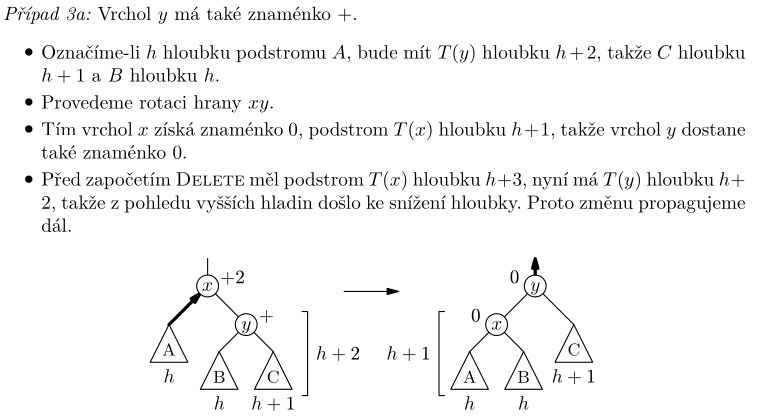 Případ 3a: Vrchol y má také znaménko +.
• Označíme-li h hloubku podstromu A, bude mít T(y) hloubku h + 2, takže C hloubku
h + 1 a B hloubku h.
• Provedeme rotaci hrany xy.
• Tím vrchol x získá znaménko 0, podstrom T(x) hloubku h+1, takže vrchol y dostane
také znaménko 0.
• Před započetím DELETE měl podstrom T(x) hloubku h+3, nyní má T(y) hloubku h+
2, takže z pohledu vyšších hladin došlo ke snížení hloubky. Proto změnu propagujeme
dál.
x +2 0 y
y + h + 2 h + 1 0 x
A C
h B C A B h + 1
h h + 1 h h